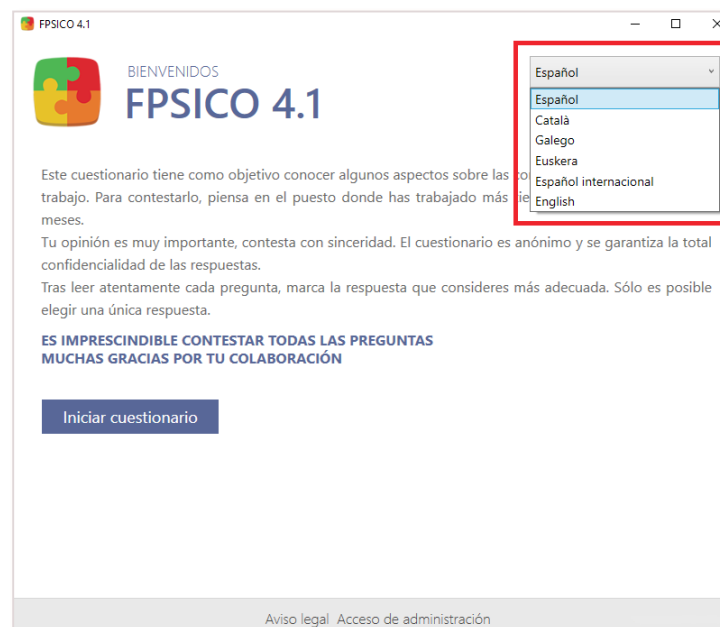 FPSICO 4.1
BIENVENIDOS
FPSICO 4.1
Español
Español
Català
Galego
Euskera
Español internacional
English
Este cuestionario tiene como objetivo conocer algunos aspectos sobre las
trabajo. Para contestarlo, piensa en el puesto donde has trabajado más
meses.
Tu opinión es muy importante, contesta con sinceridad. El cuestionario es anónimo y se garantiza la total
confidencialidad de las respuestas.
Tras leer atentamente cada pregunta, marca la respuesta que consideres más adecuada. Sólo es posible
elegir una única respuesta.
ES IMPRESCINDIBLE CONTESTAR TODAS LAS PREGUNTAS
MUCHAS GRACIAS POR TU COLABORACIÓN
Iniciar cuestionario
Aviso legal Acceso de administración